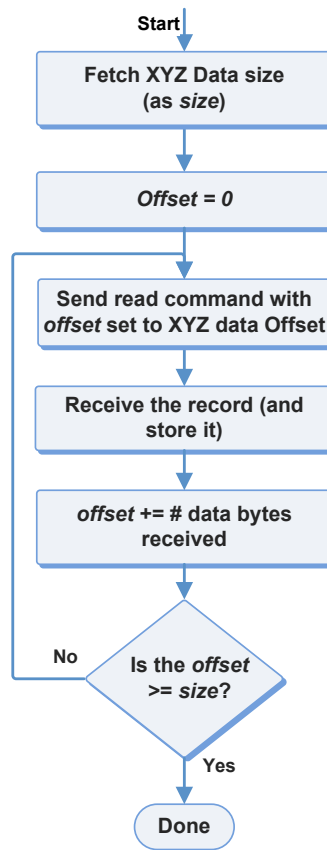 Start
Fetch XYZ Data size
(as size)
Offset = 0
Send read command with
offset set to XYZ data Offset
Receive the record (and
store it)
offset += # data bytes
received
No
Is the offset
>= size?
Yes
Done